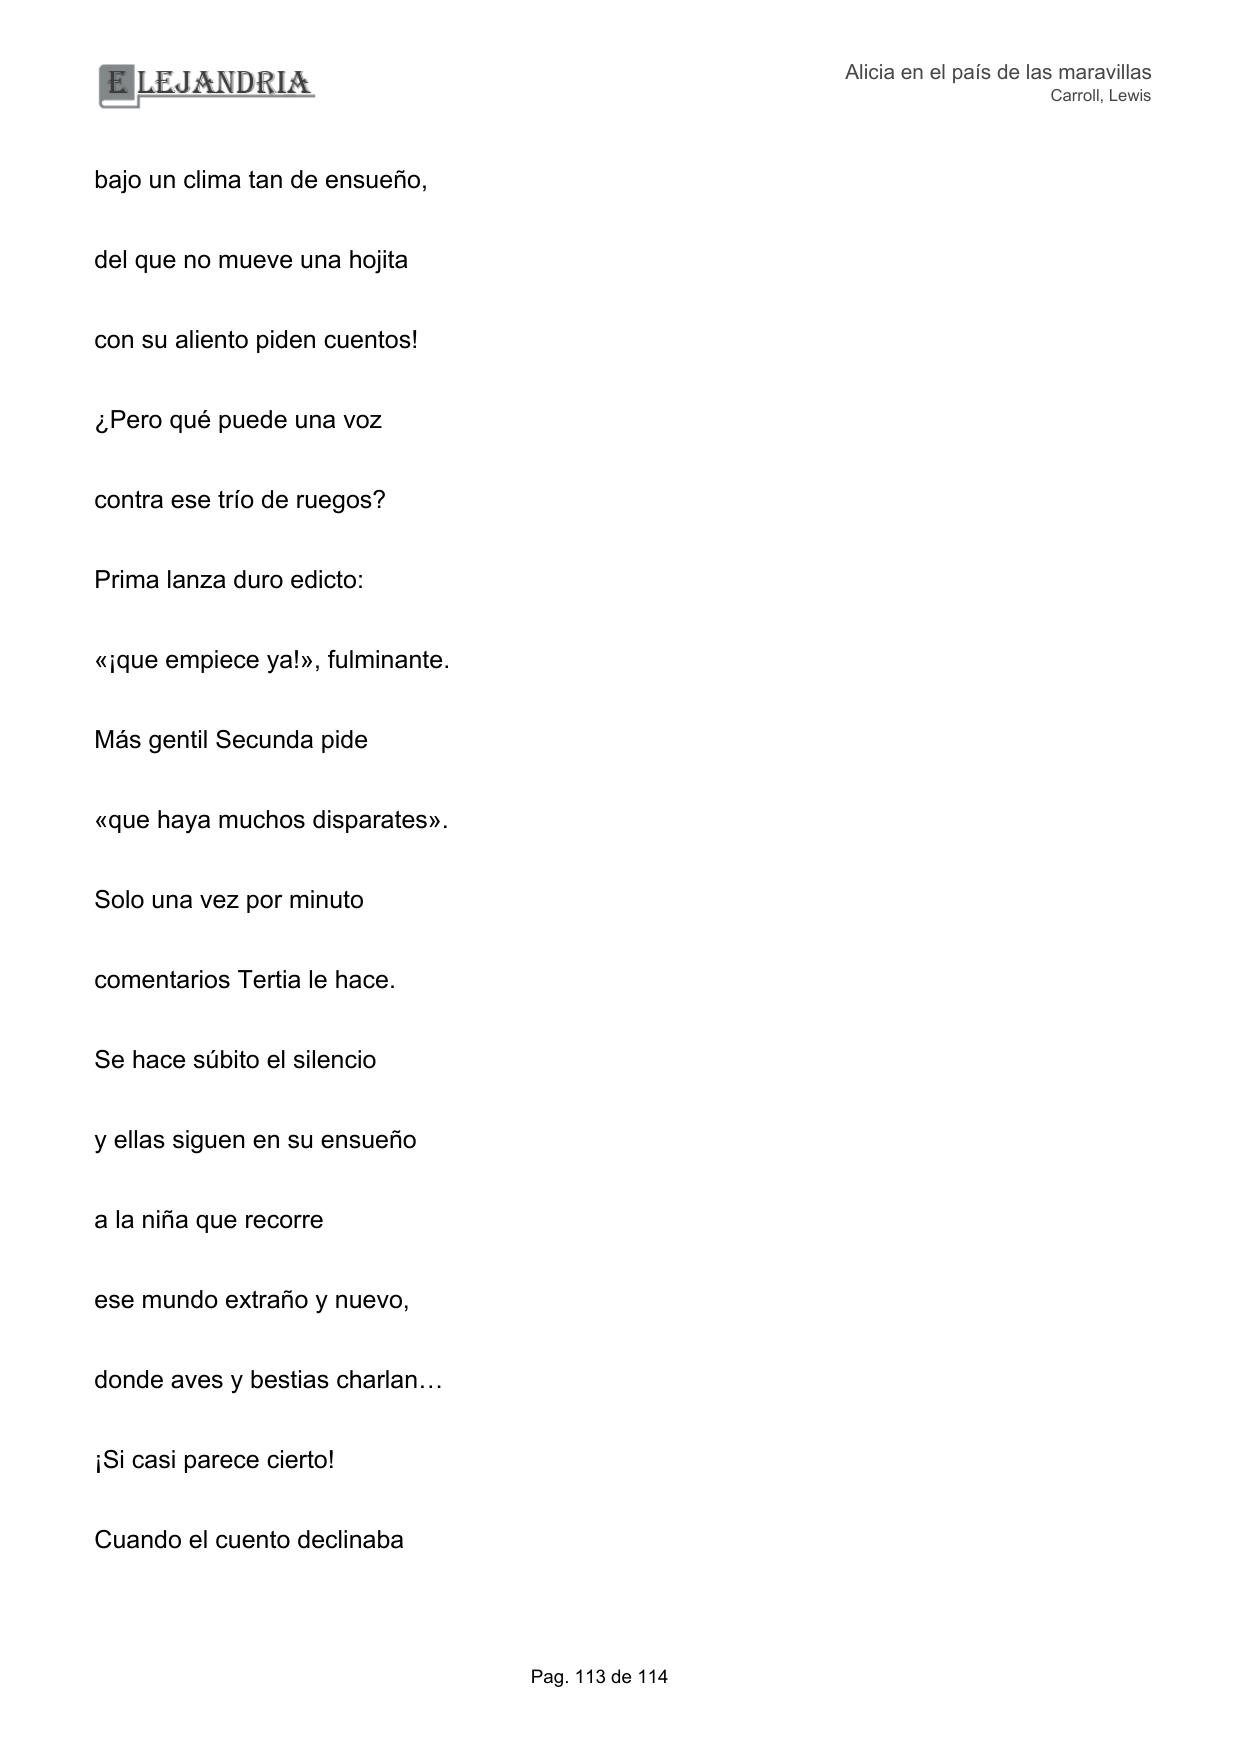 ELEJANDRIA
Alicia en el país de las maravillas
Carroll, Lewis
bajo un clima tan de ensueño,
del que no mueve una hojita
con su aliento piden cuentos!
¿Pero qué puede una voz
contra ese trío de ruegos?
Prima lanza duro edicto:
«¡que empiece ya!», fulminante.
Más gentil Secunda pide
«que haya muchos disparates».
Solo una vez por minuto
comentarios Tertia le hace.
Se hace súbito el silencio
y ellas siguen en su ensueño
a la niña que recorre
ese mundo extraño y nuevo,
donde aves y bestias charlan…
¡Si casi parece cierto!
Cuando el cuento declinaba
Pag. 113 de 114